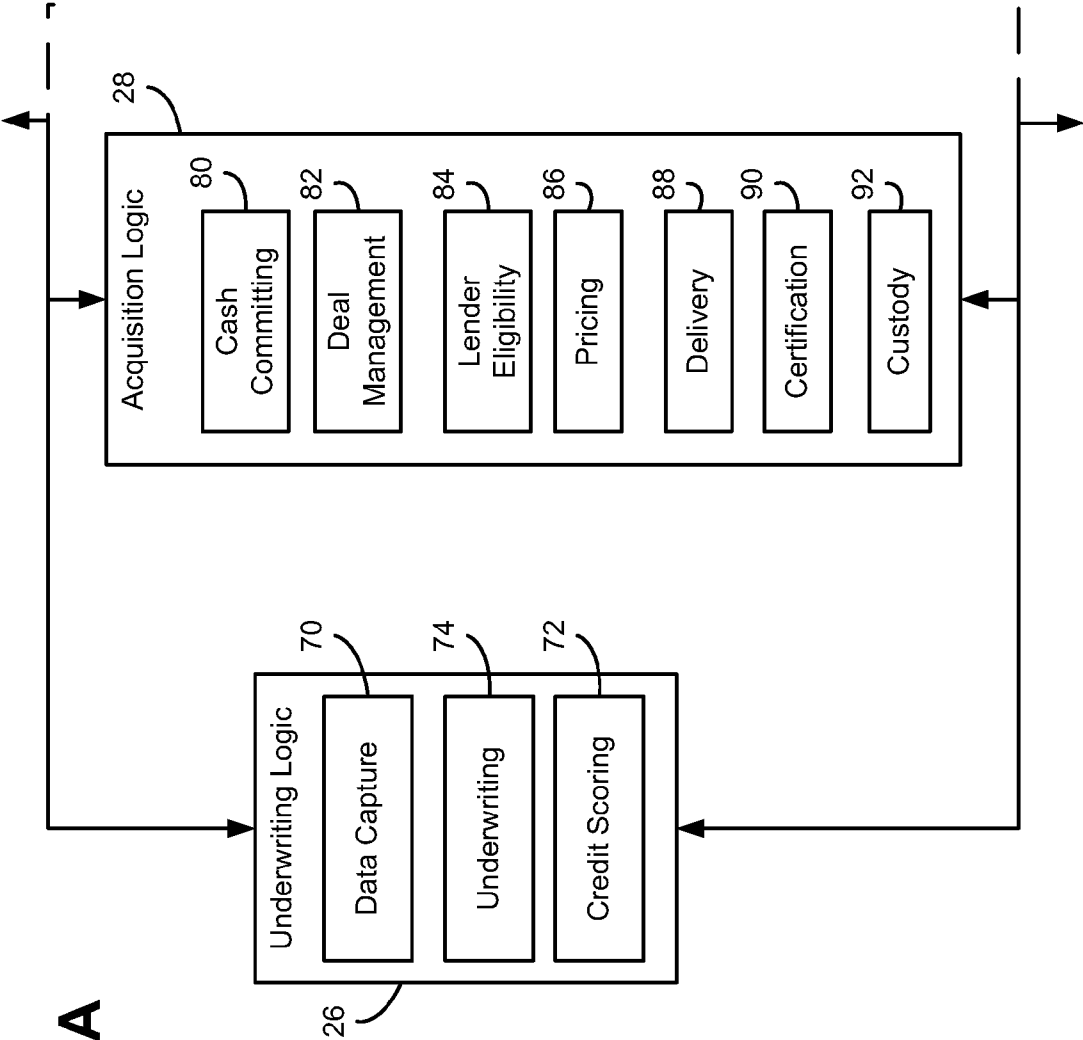 A
Underwriting Logic
26
Data Capture
70
Underwriting
74
Credit Scoring
72
Acquisition Logic
28
Cash
Committing
80
Deal
Management
82
Lender
Eligibility
84
Pricing
86
Delivery
88
Certification
90
Custody
92